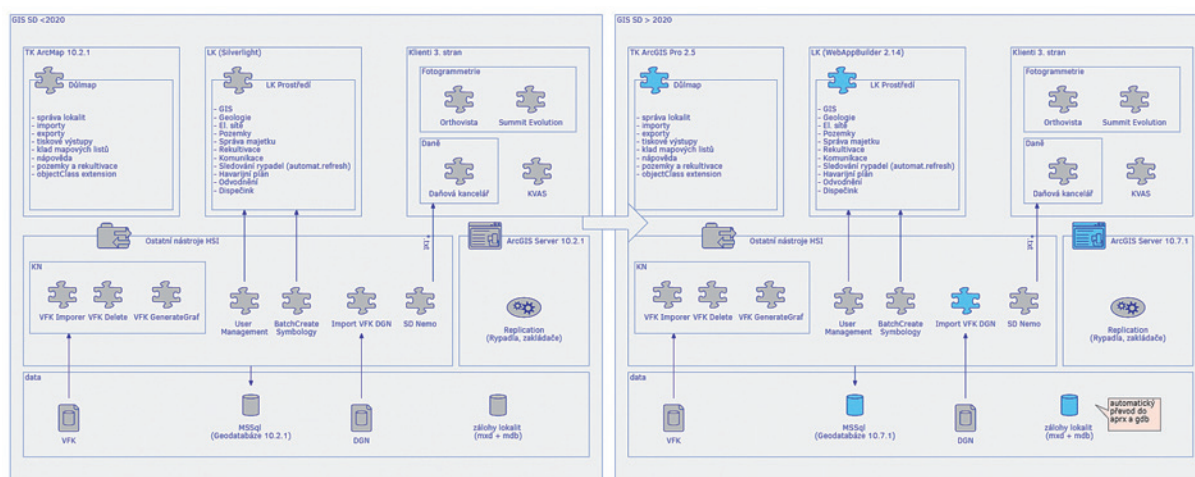 GIS SD <2020
TK ArcMap 10.2.1
Důlmap
- správa lokalit
- importy
- exporty
- tiskové výstupy
- klad mapových listů
- nápověda
- pozemky a rekultivace
- objectClass extension
LK (Silverlight)
LK Prostředí
- GIS
- Geologie
- El. sítě
- Pozemky
- Správa majetku
- Rekultivace
- Komunikace
- Sledování rypadel (automat.refresh)
- Havarijní plán
- Odvodnění
- Dispečink
Klienti 3. stran
Fotogrammetrie
Orthovista
Summit Evolution
Daně
Daňová kancelář
KVAS
Ostatní nástroje HSI
*.txt
KN
VFK Imporer
VFK Delete
VFK GenerateGraf
User
Management
BatchCreate
Symbology
Import VFK DGN
SD Nemo
ArcGIS Server 10.2.1
Replication
(Rypadla, zakládače)
data
VFK
MSSql
(Geodatabáze 10.2.1)
DGN
zálohy lokalit
(mxd + mdb)
GIS SD > 2020
TK ArcGIS Pro 2.5
Důlmap
- správa lokalit
- importy
- exporty
- tiskové výstupy
- klad mapových listů
- nápověda
- pozemky a rekultivace
- objectClass extension
LK (WebAppBuilder 2.14)
LK Prostředí
- GIS
- Geologie
- El. sítě
- Pozemky
- Správa majetku
- Rekultivace
- Komunikace
- Sledování rypadel (automat.refresh)
- Havarijní plán
- Odvodnění
- Dispečink
Klienti 3. stran
Fotogrammetrie
Orthovista
Summit Evolution
Daně
Daňová kancelář
KVAS
Ostatní nástroje HSI
*.txt
KN
VFK Imporer
VFK Delete
VFK GenerateGraf
User
Management
BatchCreate
Symbology
Import VFK DGN
SD Nemo
ArcGIS Server 10.7.1
Replication
(Rypadla, zakládače)
data
VFK
MSSql
(Geodatabáze 10.7.1)
DGN
zálohy lokalit
(mxd + mdb)
automatický
převod do
aprx a gdb